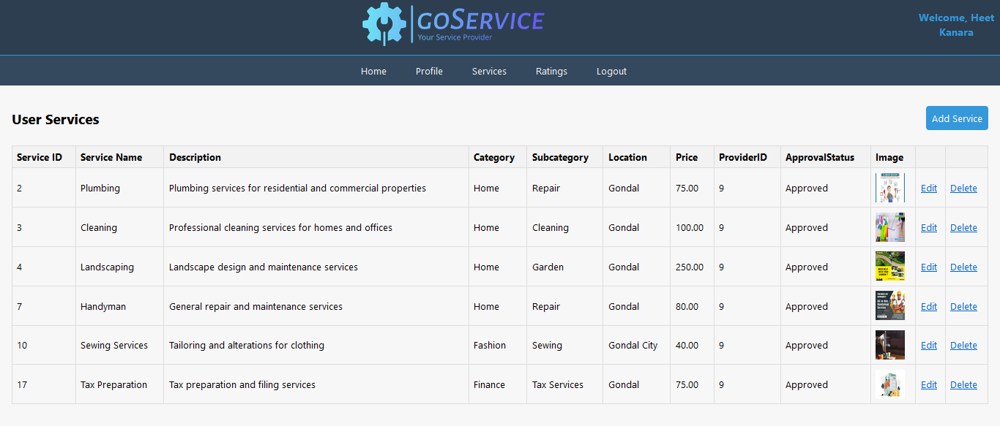 GOSERVICE
Your Service Provider
Welcome, Heet
Kanara
Home Profile Services Ratings Logout
User Services
Add Service
Service ID Service Name Description Category Subcategory Location Price ProviderID ApprovalStatus Image
2 Plumbing Plumbing services for residential and commercial properties Home Repair Gondal 75.00 9 Approved Edit Delete
3 Cleaning Professional cleaning services for homes and offices Home Cleaning Gondal 100.00 9 Approved Edit Delete
4 Landscaping Landscape design and maintenance services Home Garden Gondal 250.00 9 Approved Edit Delete
7 Handyman General repair and maintenance services Home Repair Gondal 80.00 9 Approved Edit Delete
10 Sewing Services Tailoring and alterations for clothing Fashion Sewing Gondal City 40.00 9 Approved Edit Delete
17 Tax Preparation Tax preparation and filing services Finance Tax Services Gondal 75.00 9 Approved Edit Delete